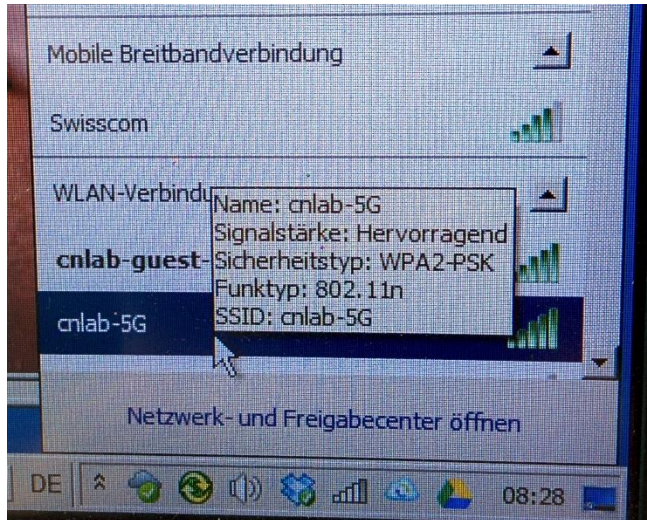 Mobile Breitbandverbindung
Swisscom
WLAN-Verbindu
Name: cnlab-5G
Signalstärke: Hervorragend
cnlab-guest-
Sicherheitstyp: WPA2-PSK
Funktyp: 802.11n
cnlab-5G
SSID: cnlab-5G
Netzwerk- und Freigabecenter öffnen
DE
08:28